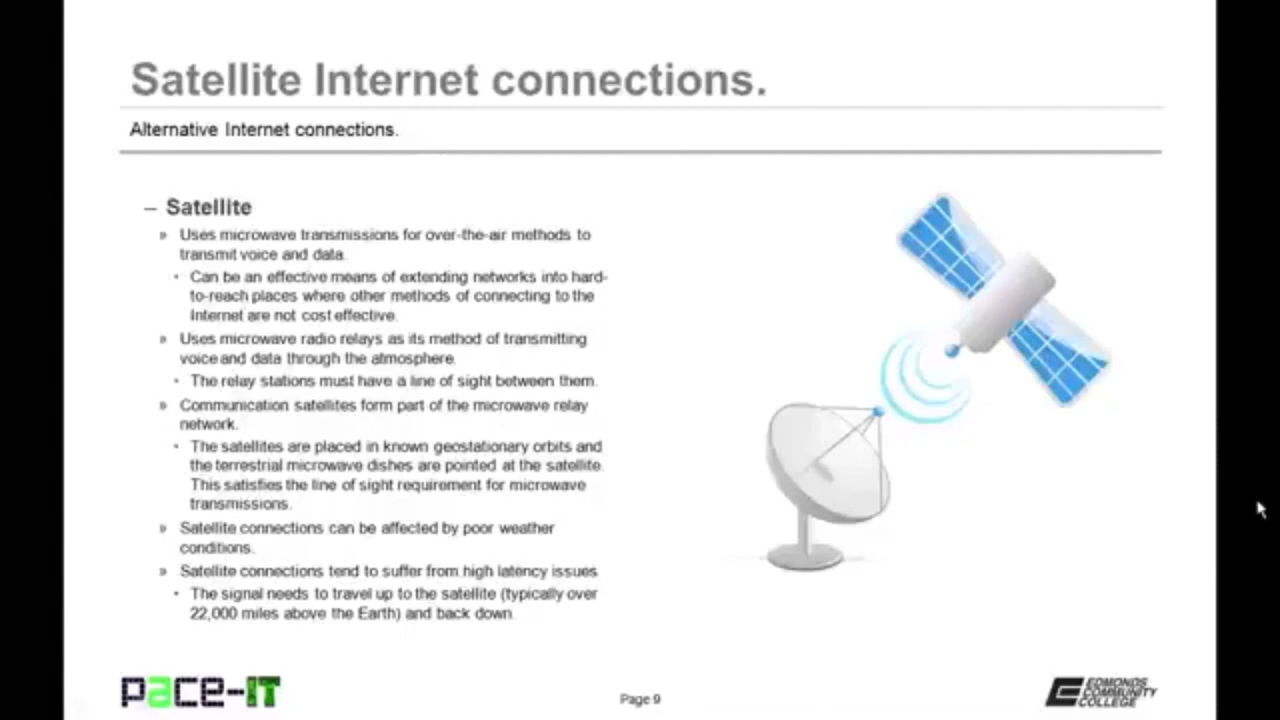 Satellite Internet connections.
Alternative Internet connections.
– Satellite
» Uses microwave transmissions for over-the-air methods to
transmit voice and data.
• Can be an effective means of extending networks into hard-
to-reach places where other methods of connecting to the
Internet are not cost effective.
» Uses microwave radio relays as its method of transmitting
voice and data through the atmosphere.
• The relay stations must have a line of sight between them.
» Communication satellites form part of the microwave relay
network.
• The satellites are placed in known geostationary orbits and
the terrestrial microwave dishes are pointed at the satellite.
This satisfies the line of sight requirement for microwave
transmissions.
» Satellite connections can be affected by poor weather
conditions.
» Satellite connections tend to suffer from high latency issues
• The signal needs to travel up to the satellite (typically over
22,000 miles above the Earth) and back down.
pace-IT
Page 9
EDMONDS
COMMUNITY
COLLEGE